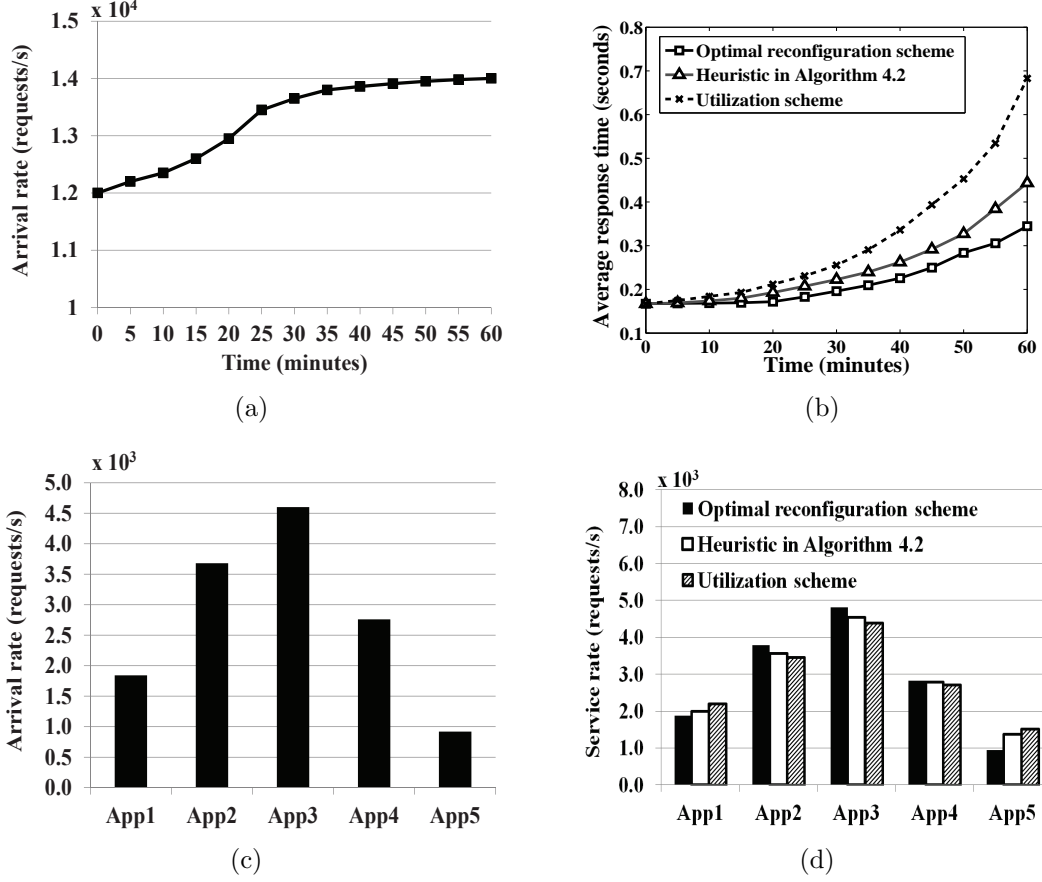 x 10⁴
1.5
1.4
1.3
1.2
1.1
1
0 5 10 15 20 25 30 35 40 45 50 55 60
Arrival rate (requests/s)
Time (minutes)
(a)
0.8
0.7
0.6
0.5
0.4
0.3
0.2
0.1
0 10 20 30 40 50 60
Average response time (seconds)
Time (minutes)
Optimal reconfiguration scheme
Heuristic in Algorithm 4.2
Utilization scheme
(b)
x 10³
5.0
4.5
4.0
3.5
3.0
2.5
2.0
1.5
1.0
0.5
0.0
Arrival rate (requests/s)
App1 App2 App3 App4 App5
(c)
x 10³
8.0
7.0
6.0
5.0
4.0
3.0
2.0
1.0
0.0
Service rate (requests/s)
Optimal reconfiguration scheme
Heuristic in Algorithm 4.2
Utilization scheme
App1 App2 App3 App4 App5
(d)